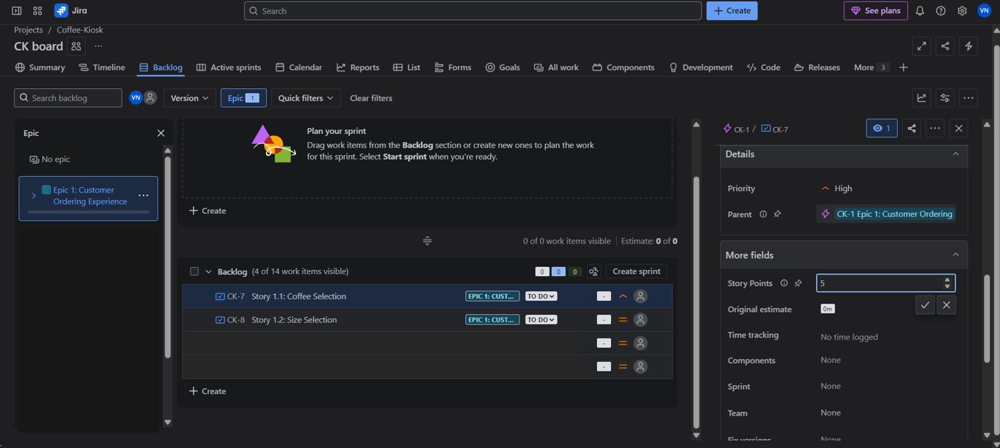 Jira
Search
+ Create
See plans
VN
Projects / Coffee-Kiosk
CK board
Summary
Timeline
Backlog
Active sprints
Calendar
Reports
List
Forms
Goals
All work
Components
Development
Code
Releases
More 3
Search backlog
VN
Version
Epic 1
Quick filters
Clear filters
Epic
No epic
Epic 1: Customer
Ordering Experience
Plan your sprint
Drag work items from the Backlog section or create new ones to plan the work
for this sprint. Select Start sprint when you're ready.
+ Create
0 of 0 work items visible
Estimate: 0 of 0
Backlog (4 of 14 work items visible)
0 0 0
Create sprint
CK-7 Story 1.1: Coffee Selection
EPIC 1: CUST...
TO DO
-
CK-8 Story 1.2: Size Selection
EPIC 1: CUST...
TO DO
-
-
-
+ Create
CK-1 / CK-7
1
Details
Priority
High
Parent
CK-1 Epic 1: Customer Ordering
More fields
Story Points
5
Original estimate
0m
Time tracking
No time logged
Components
None
Sprint
None
Team
None
Fix versions
None